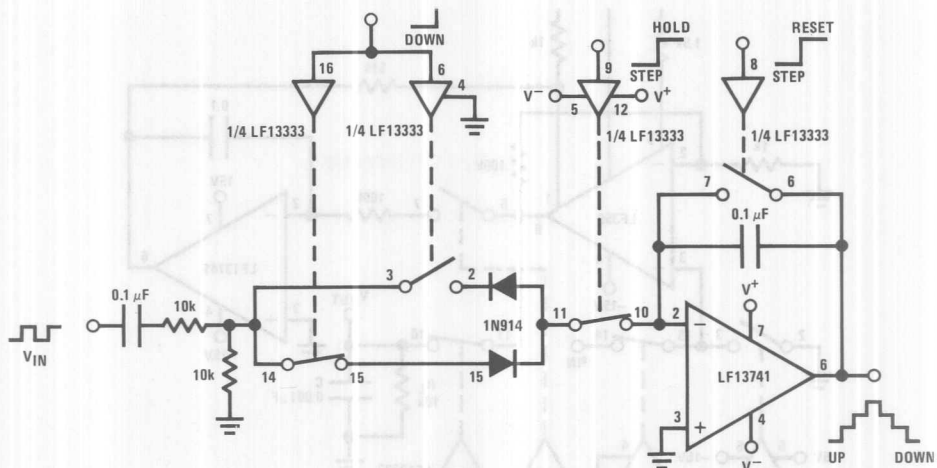 DOWN
HOLD
RESET
16
6
4
9
STEP
V−
5
12
V+
8
STEP
1/4 LF13333
1/4 LF13333
1/4 LF13333
1/4 LF13333
7
6
0.1 μF
3
2
1N914
11
10
2
V+
7
0.1 μF
10k
VIN
10k
14
15
15
−
LF13741
6
3
+
4
V−
UP
DOWN